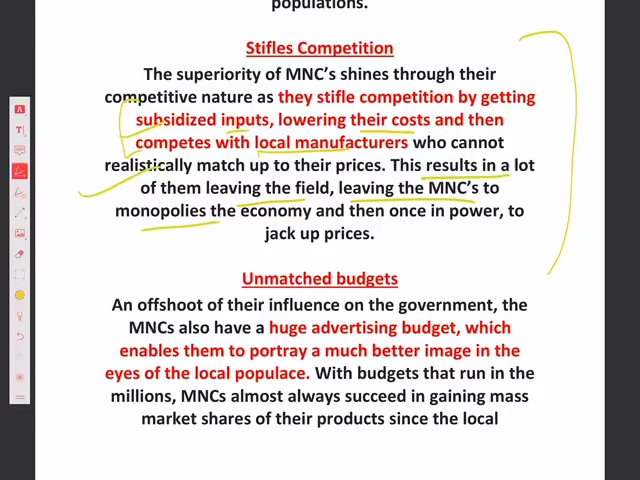 populations.
Stifles Competition
The superiority of MNC's shines through their
competitive nature as they stifle competition by getting
subsidized inputs, lowering their costs and then
competes with local manufacturers who cannot
realistically match up to their prices. This results in a lot
of them leaving the field, leaving the MNC's to
monopolies the economy and then once in power, to
jack up prices.
Unmatched budgets
An offshoot of their influence on the government, the
MNCs also have a huge advertising budget, which
enables them to portray a much better image in the
eyes of the local populace. With budgets that run in the
millions, MNCs almost always succeed in gaining mass
market shares of their products since the local